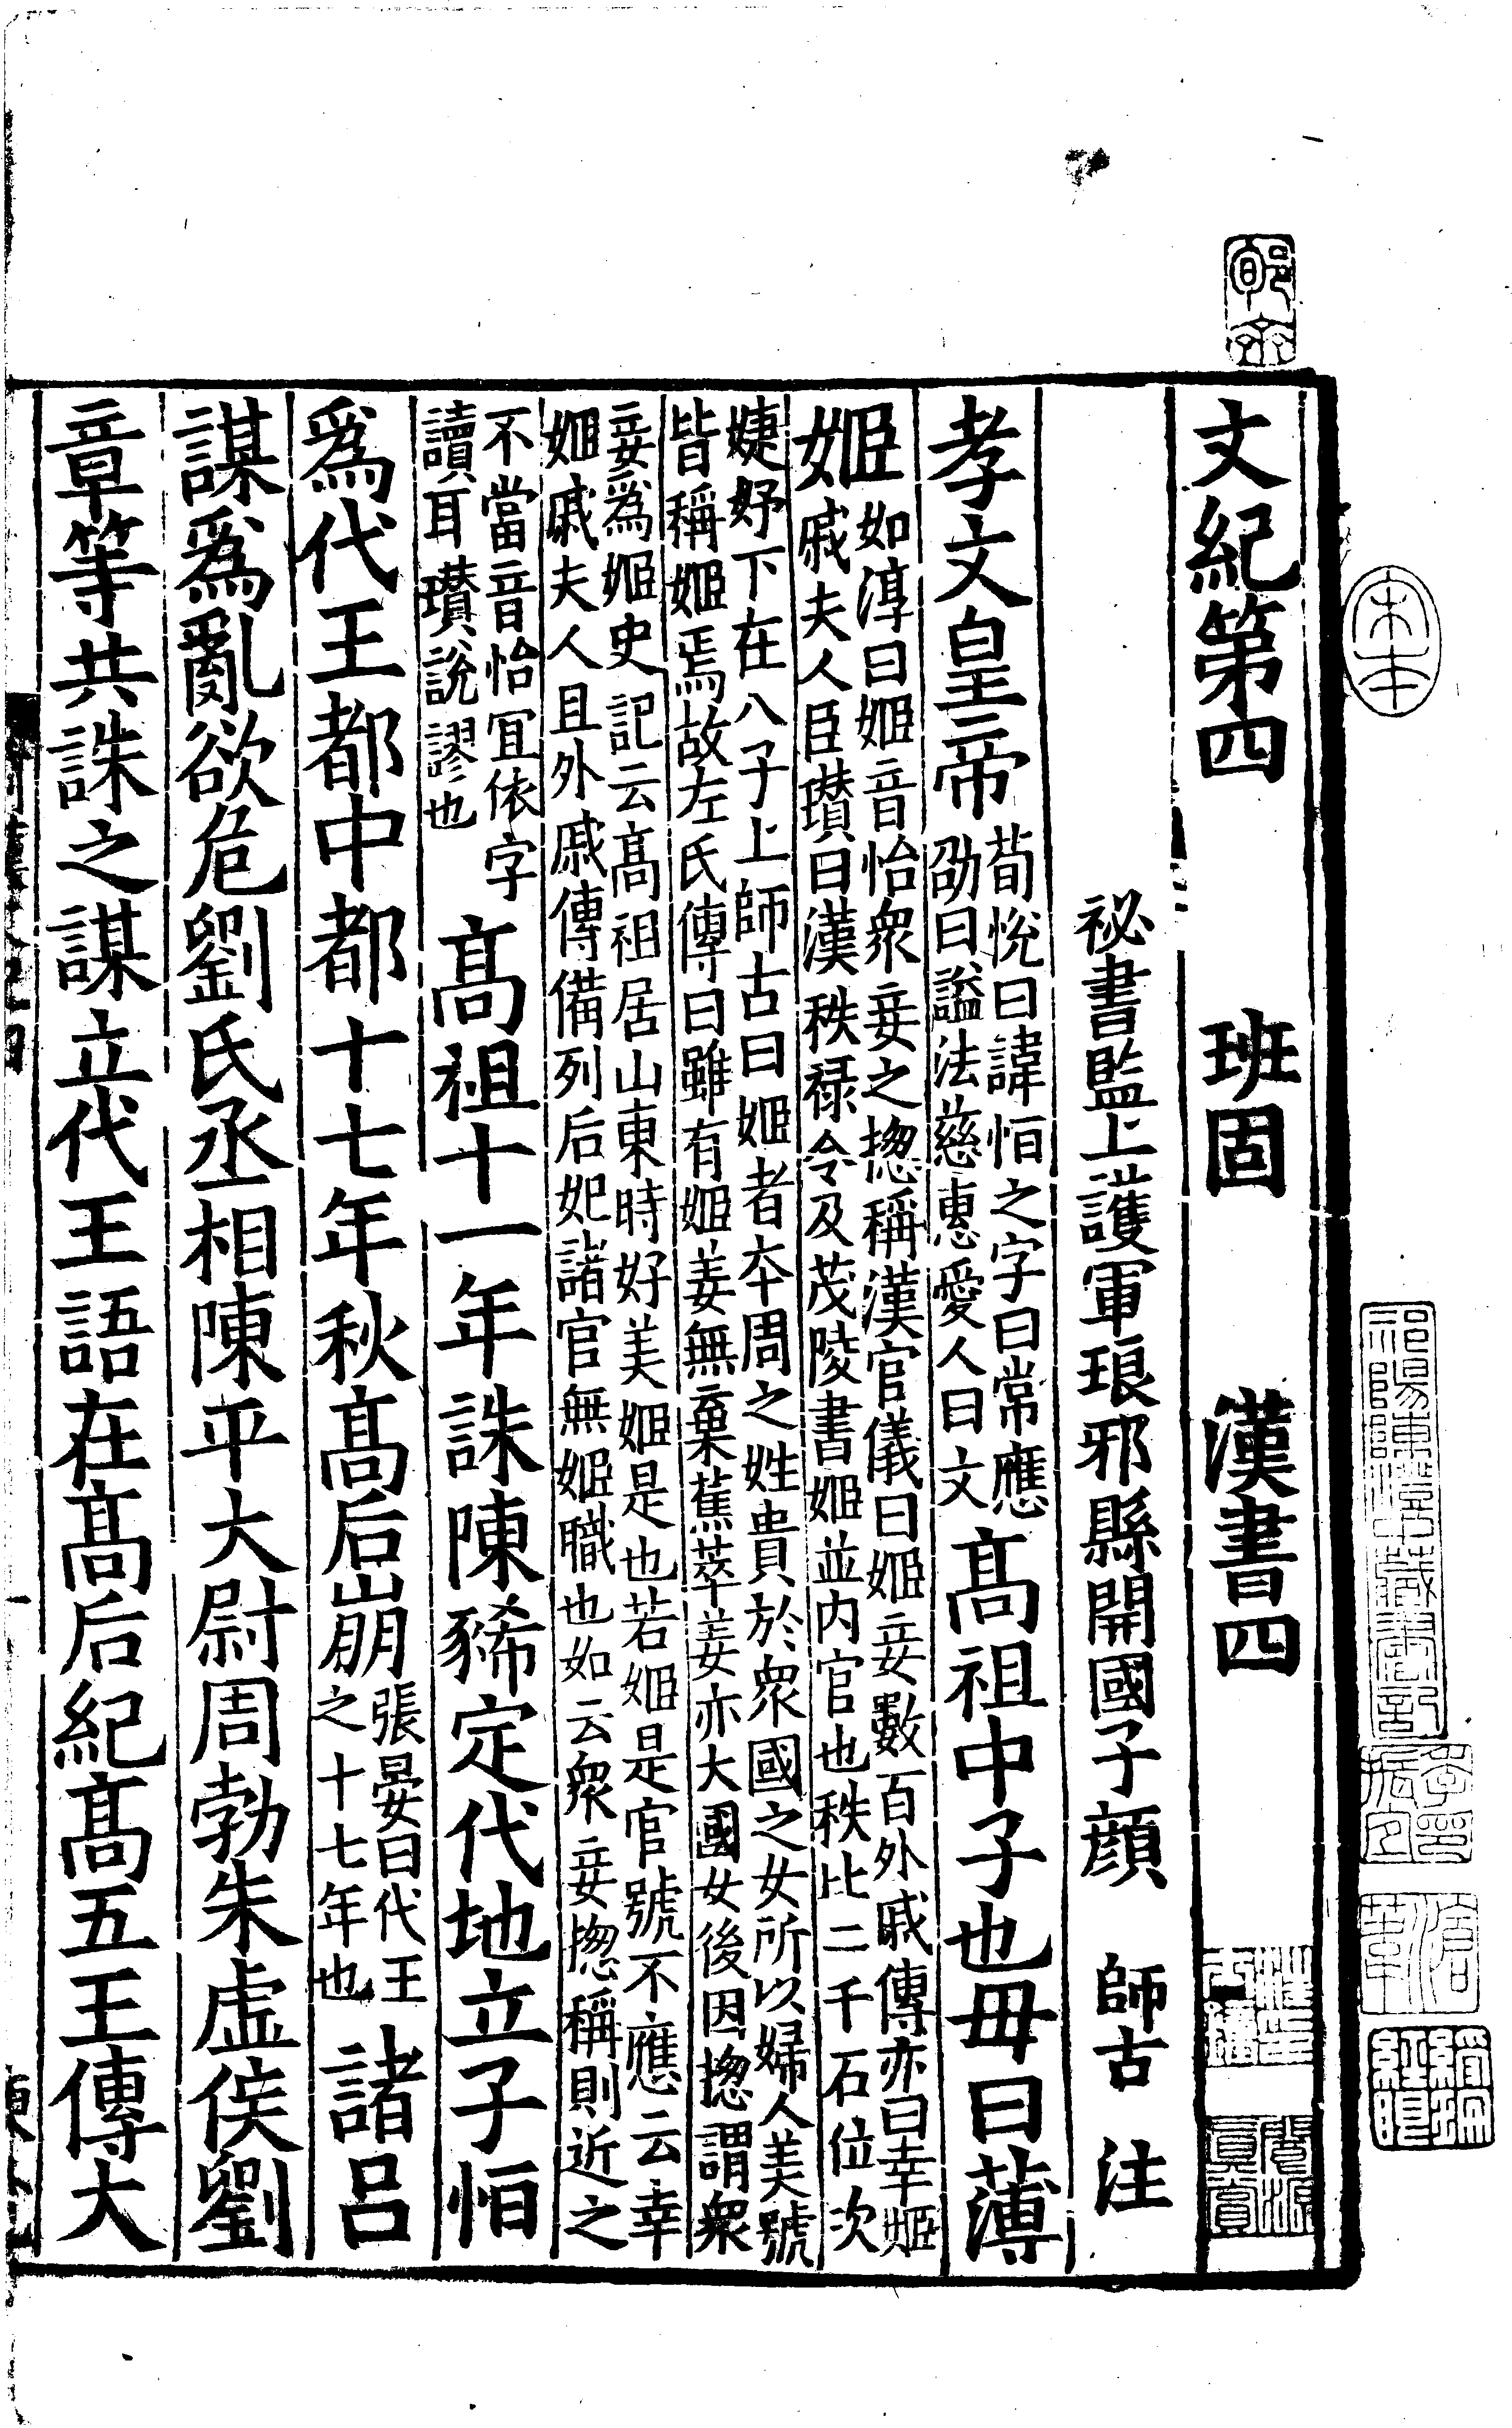 文紀第四 班固 漢書四
祕書監上護軍琅邪縣開國子顔 師古 注
孝文皇帝 荀悅曰諱恒之字曰常應
劭曰諡法慈惠愛人曰文 高祖中子也毋曰薄
姬 如淳曰姬音怡衆妾之揔稱漢官儀曰姬妾數百外戚傳亦曰幸姬
戚夫人臣瓚曰漢秩禄令及茂陵書姬並内官也秩比二千石位次
婕妤下在八子上師古曰姬者夲周之姓貴於衆國之女所以婦人美號
皆稱姬焉故左氏傳曰雖有姬姜無棄蕉萃姜亦大國女後因揔謂衆
妾爲姬史記云高祖居山東時好美姬是也若姬是官號不應云幸
姬戚夫人且外戚傳備列后妃諸官無姬職也如云衆妾揔稱則近之
不當音怡冝依字
讀耳瓚說謬也 髙祖十一年誅陳豨定代地立子恒
爲代王都中都十七年秋髙后崩 張晏曰代王
之十七年也 諸吕
謀爲亂欲危劉氏丞相陳平大尉周勃朱虚侯劉
章等共誅之謀立代王語在髙后紀髙五王傳大